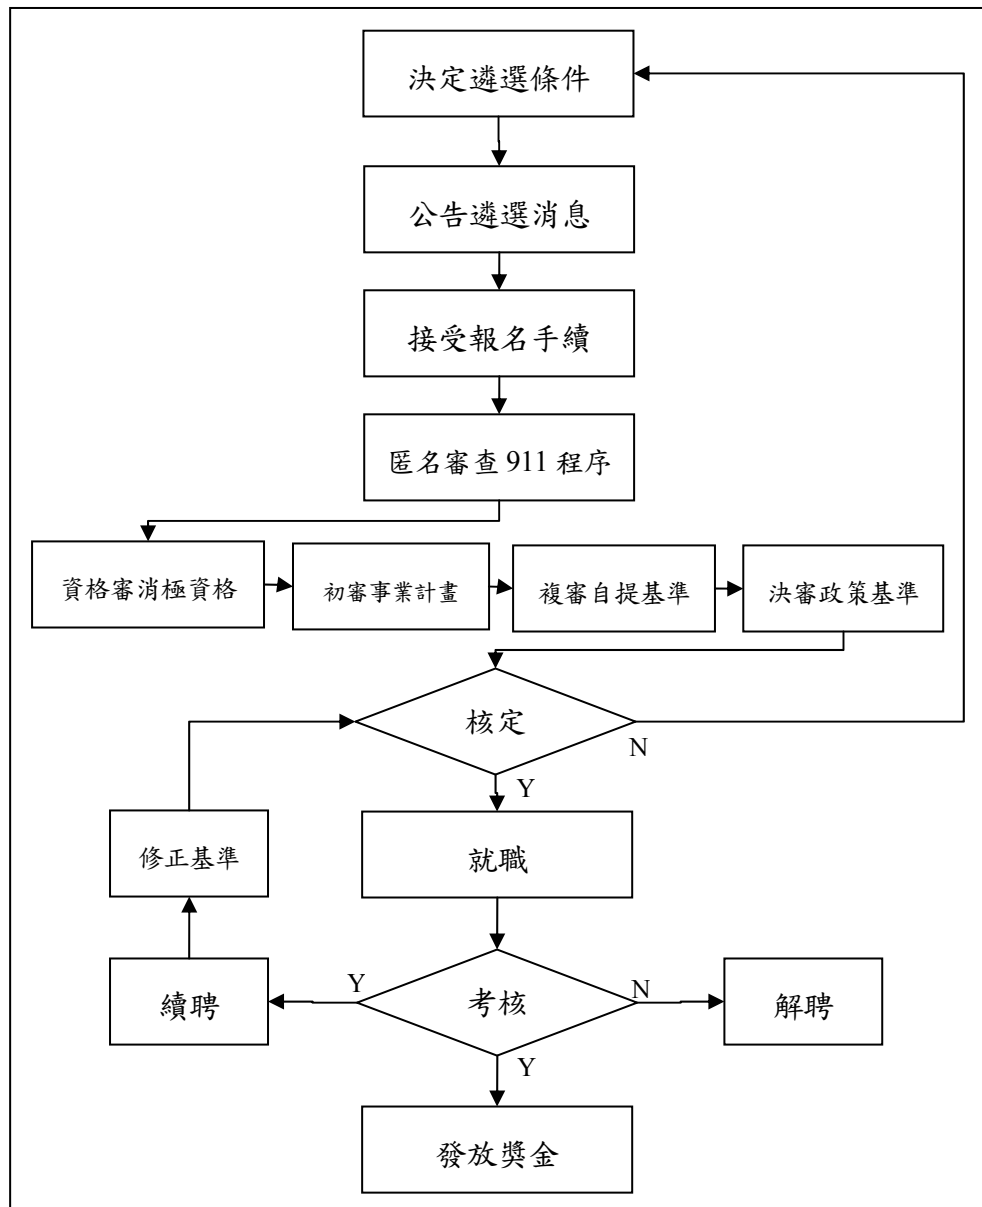 決定遴選條件
公告遴選消息
接受報名手續
匿名審查 911 程序
資格審消極資格
初審事業計畫
複審自提基準
決審政策基準
核定
N
Y
修正基準
就職
續聘
Y
考核
N
解聘
Y
發放獎金